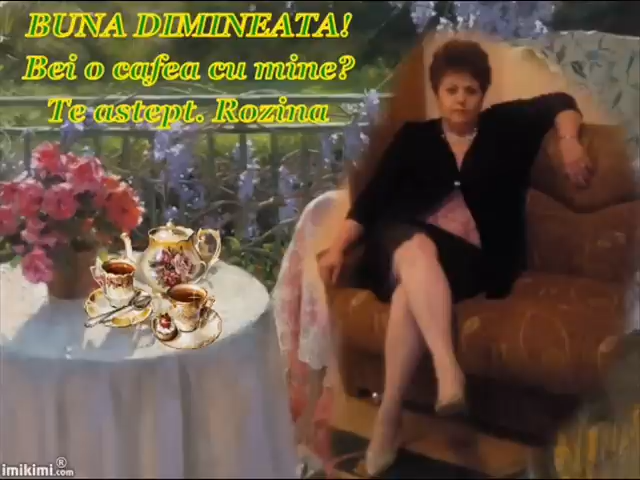 BUNA DIMINEATA!
Bei o cafea cu mine?
Te astept. Rozina
imikimi.com®